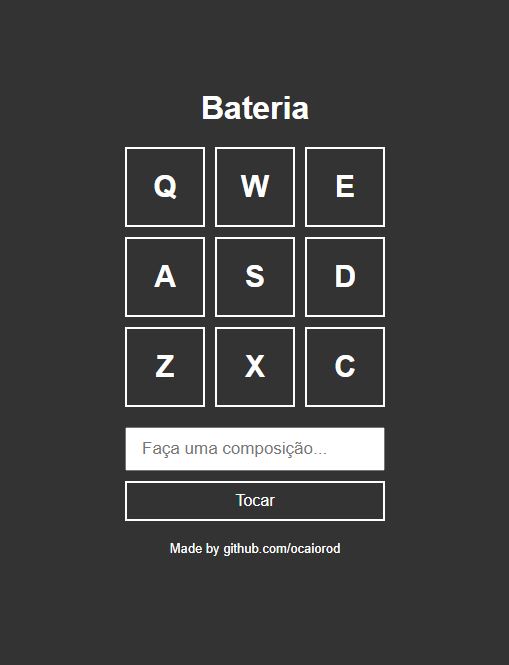 Bateria
Q W E
A S D
Z X C
Faça uma composição...
Tocar
Made by github.com/ocaiorod